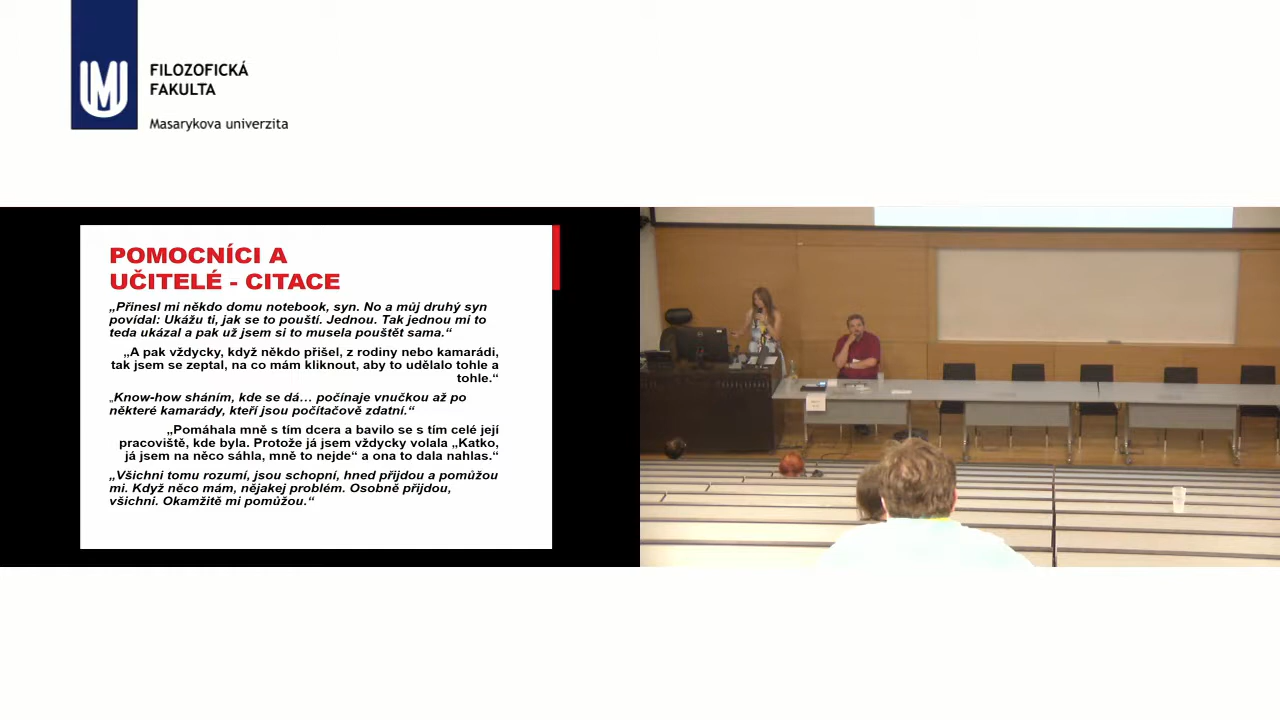 FILOZOFICKÁ
FAKULTA
Masarykova univerzita
POMOCNÍCI A
UČITELÉ - CITACE
„Přinesl mi někdo domu notebook, syn. No a můj druhý syn
povídal: Ukážu ti, jak se to pouští. Jednou. Tak jednou mi to
teda ukázal a pak už jsem si to musela pouštět sama.“
„A pak vždycky, když někdo přišel, z rodiny nebo kamarádi,
tak jsem se zeptal, na co mám kliknout, aby to udělalo tohle a
tohle.“
„Know-how sháním, kde se dá… počínaje vnučkou až po
některé kamarády, kteří jsou počítačově zdatní.“
„Pomáhala mně s tím dcera a bavilo se s tím celé její
pracoviště, kde byla. Protože já jsem vždycky volala „Katko,
já jsem na něco sáhla, mně to nejde“ a ona to dala nahlas.“
„Všichni tomu rozumí, jsou schopní, hned přijdou a pomůžou
mi. Když něco mám, nějakej problém. Osobně přijdou,
všichni. Okamžitě mi pomůžou.“